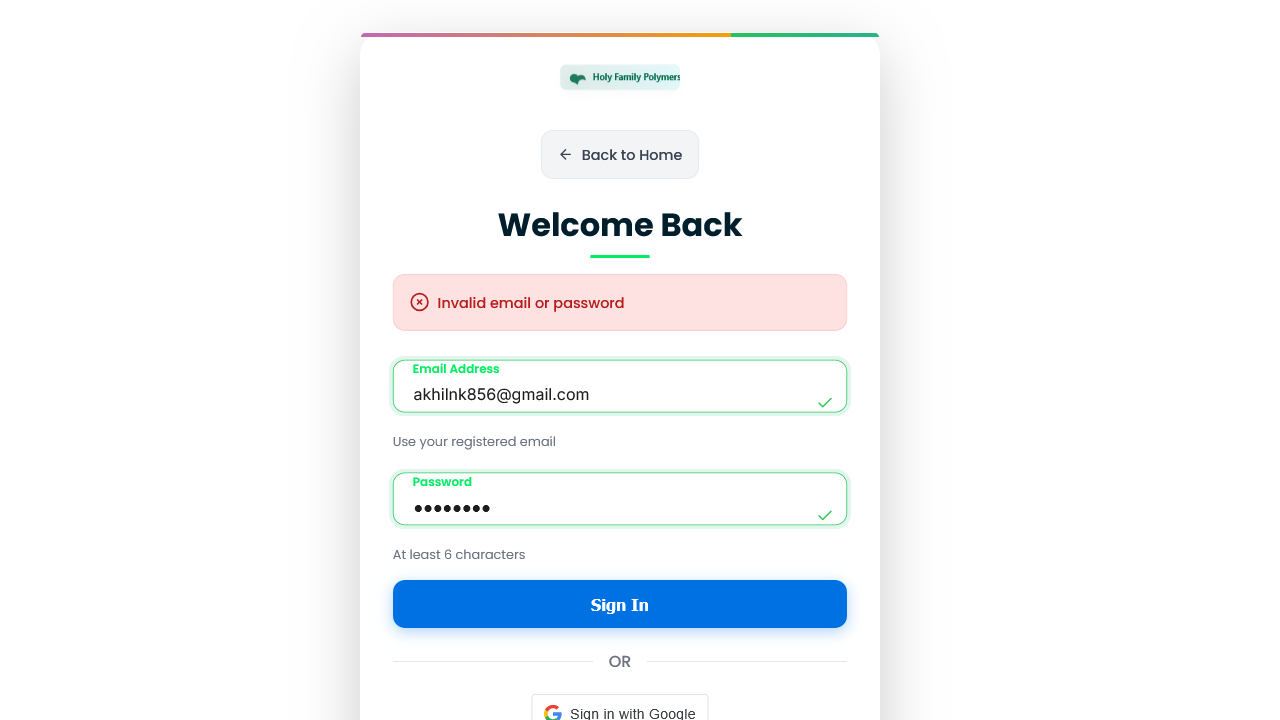 Holy Family Polymers
Back to Home
Welcome Back
Invalid email or password
Email Address
akhilnk856@gmail.com
Use your registered email
Password
At least 6 characters
Sign In
OR
Sign in with Google